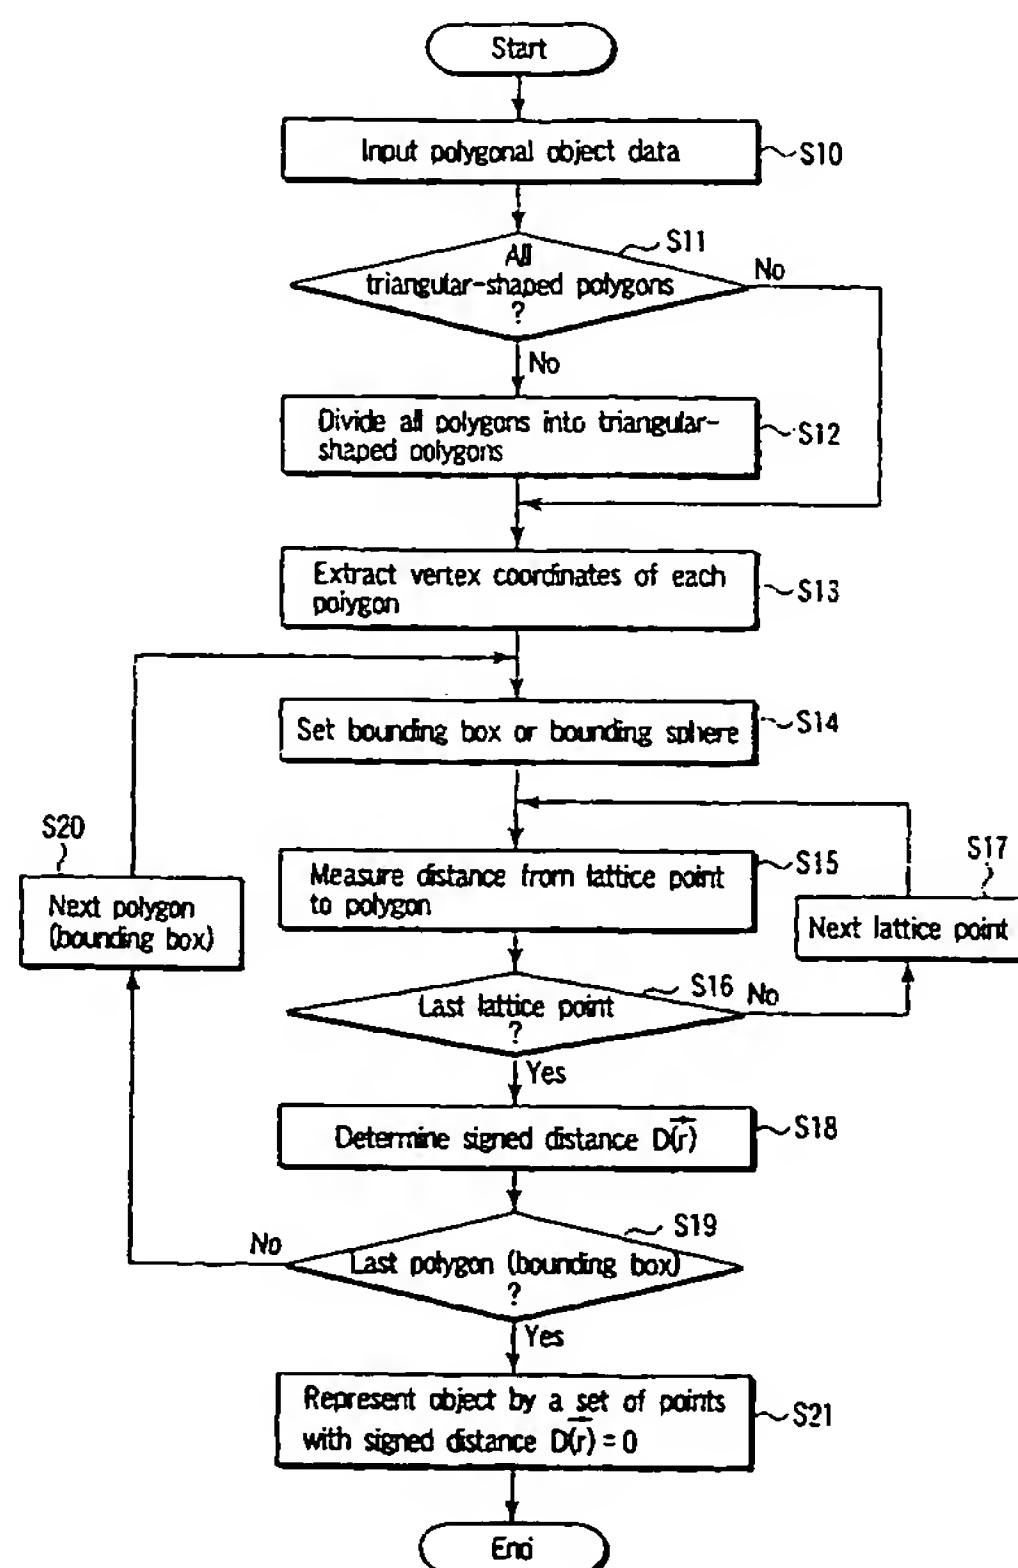 Start
Input polygonal object data
S10
S11
All
triangular-shaped polygons
?
No
No
Divide all polygons into triangular-
shaped polygons
S12
Extract vertex coordinates of each
polygon
S13
Set bounding box or bounding sphere
S14
S20
Next polygon
(bounding box)
Measure distance from lattice point
to polygon
S15
S17
Next lattice point
S16
Last lattice point
?
No
Yes
Determine signed distance D(r⃗)
S18
S19
No
Last polygon (bounding box)
?
Yes
Represent object by a set of points
with signed distance D(r⃗) = 0
S21
End